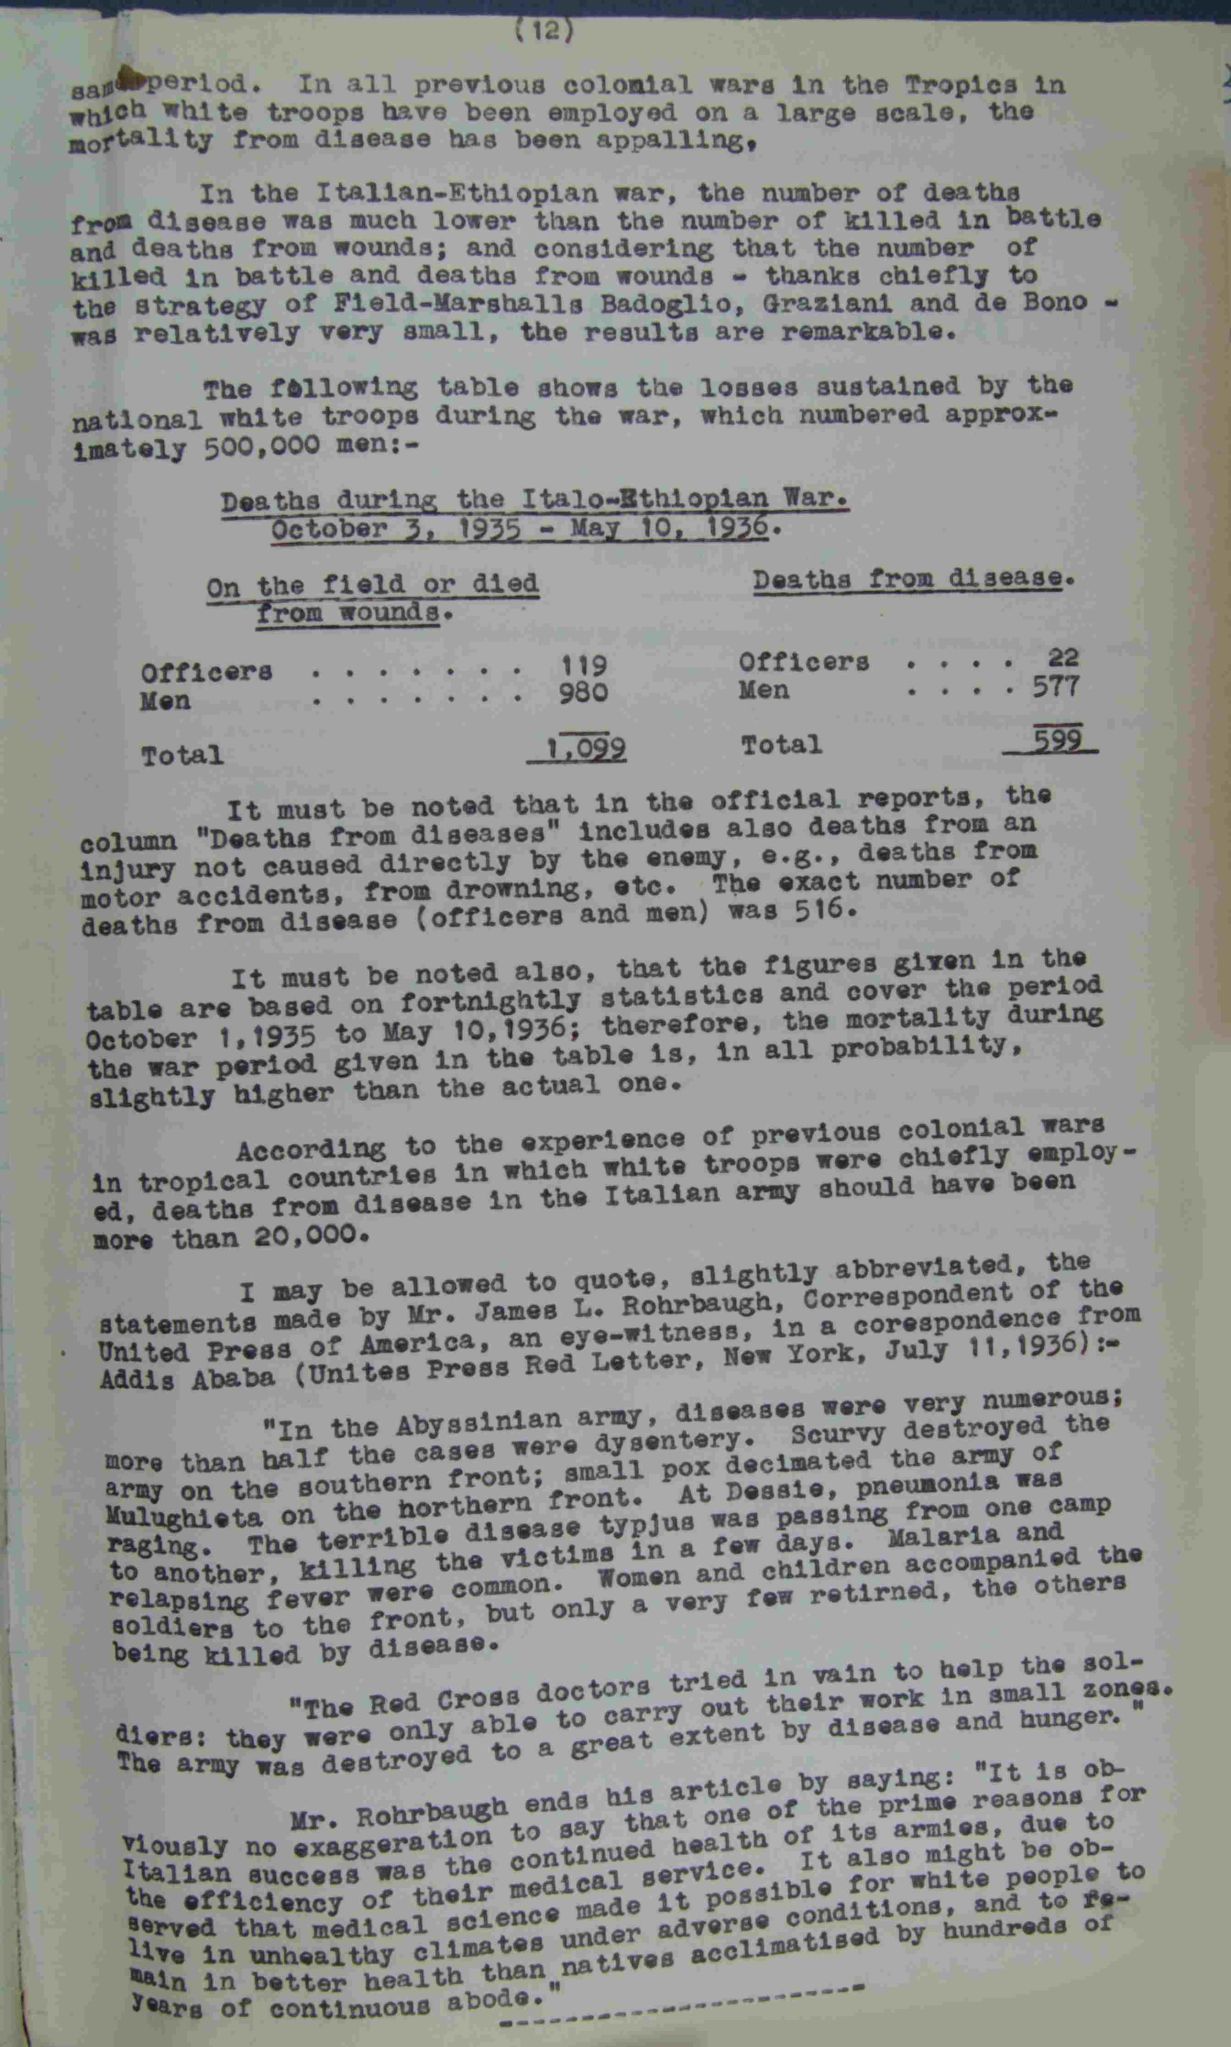 (12)
same period. In all previous colonial wars in the Tropics in
which white troops have been employed on a large scale, the
mortality from disease has been appalling,
In the Italian-Ethiopian war, the number of deaths
from disease was much lower than the number of killed in battle
and deaths from wounds; and considering that the number of
killed in battle and deaths from wounds - thanks chiefly to
the strategy of Field-Marshalls Badoglio, Graziani and de Bono -
was relatively very small, the results are remarkable.
The following table shows the losses sustained by the
national white troops during the war, which numbered approx-
imately 500,000 men:-
Deaths during the Italo-Ethiopian War.
October 3, 1935 - May 10, 1936.
On the field or died from wounds. Deaths from disease.
Officers . . . . . . . 119 Officers . . . . 22
Men . . . . . . . 980 Men . . . . 577
Total 1,099 Total 599
It must be noted that in the official reports, the
column "Deaths from diseases" includes also deaths from an
injury not caused directly by the enemy, e.g., deaths from
motor accidents, from drowning, etc. The exact number of
deaths from disease (officers and men) was 516.
It must be noted also, that the figures given in the
table are based on fortnightly statistics and cover the period
October 1,1935 to May 10,1936; therefore, the mortality during
the war period given in the table is, in all probability,
slightly higher than the actual one.
According to the experience of previous colonial wars
in tropical countries in which white troops were chiefly employ-
ed, deaths from disease in the Italian army should have been
more than 20,000.
I may be allowed to quote, slightly abbreviated, the
statements made by Mr. James L. Rohrbaugh, Correspondent of the
United Press of America, an eye-witness, in a corespondence from
Addis Ababa (Unites Press Red Letter, New York, July 11,1936):-
"In the Abyssinian army, diseases were very numerous;
more than half the cases were dysentery. Scurvy destroyed the
army on the southern front; small pox decimated the army of
Mulughieta on the northern front. At Dessie, pneumonia was
raging. The terrible disease typjus was passing from one camp
to another, killing the victims in a few days. Malaria and
relapsing fever were common. Women and children accompanied the
soldiers to the front, but only a very few retirned, the others
being killed by disease.
"The Red Cross doctors tried in vain to help the sol-
diers: they were only able to carry out their work in small zones.
The army was destroyed to a great extent by disease and hunger."
Mr. Rohrbaugh ends his article by saying: "It is ob-
viously no exaggeration to say that one of the prime reasons for
Italian success was the continued health of its armies, due to
the efficiency of their medical service. It also might be ob-
served that medical science made it possible for white people to
live in unhealthy climates under adverse conditions, and to re-
main in better health than natives acclimatised by hundreds of
years of continuous abode."